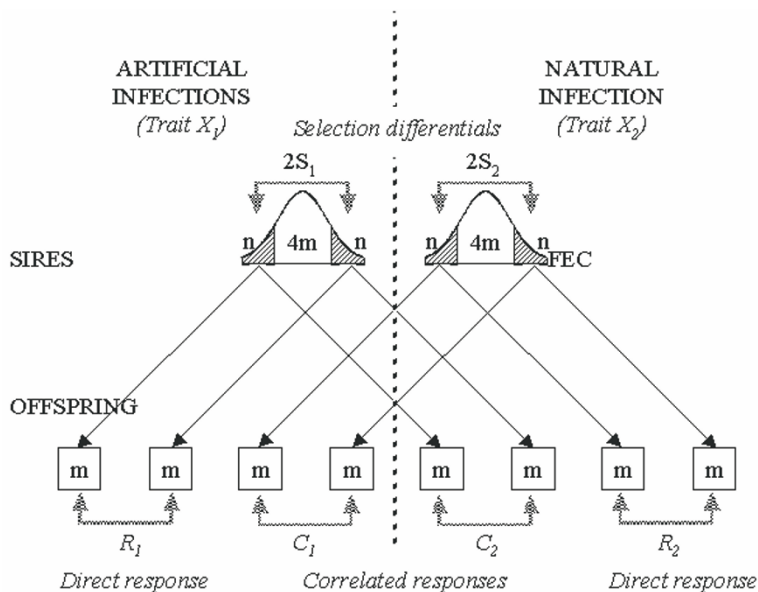 ARTIFICIAL
INFECTIONS
(Trait X1)
NATURAL
INFECTION
(Trait X2)
Selection differentials
2S1
2S2
n
4m
n
n
4m
n
SIRES
FEC
OFFSPRING
m
m
m
m
m
m
m
m
R1
C1
C2
R2
Direct response
Correlated responses
Direct response